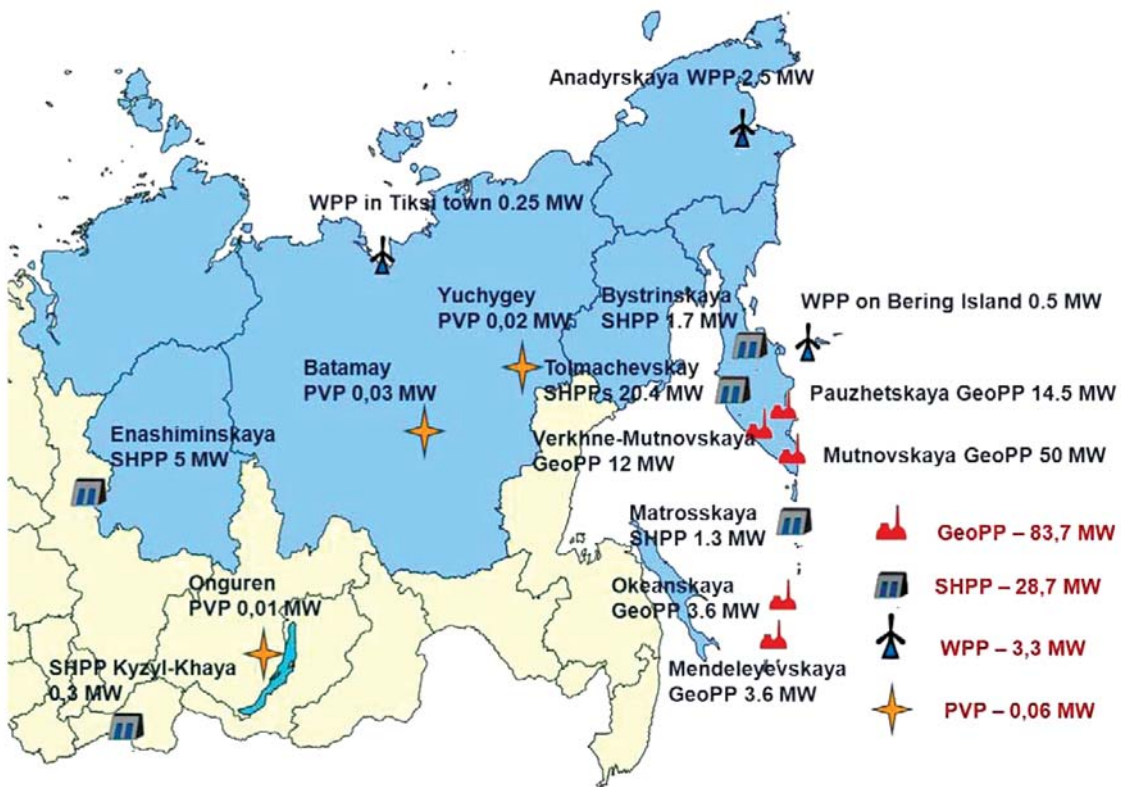 Anadyrskaya WPP 2,5 MW
WPP in Tiksi town 0.25 MW
Yuchygey
PVP 0,02 MW
Bystrinskaya
SHPP 1.7 MW
WPP on Bering Island 0.5 MW
Batamay
PVP 0,03 MW
Tolmachevskay
SHPPs 20.4 MW
Pauzhetskaya GeoPP 14.5 MW
Enashiminskaya
SHPP 5 MW
Verkhne-Mutnovskaya
GeoPP 12 MW
Mutnovskaya GeoPP 50 MW
Matrosskaya
SHPP 1.3 MW
GeoPP – 83,7 MW
Onguren
PVP 0,01 MW
Okeanskaya
GeoPP 3.6 MW
SHPP – 28,7 MW
SHPP Kyzyl-Khaya
0,3 MW
WPP – 3,3 MW
Mendeleyevskaya
GeoPP 3.6 MW
PVP – 0,06 MW